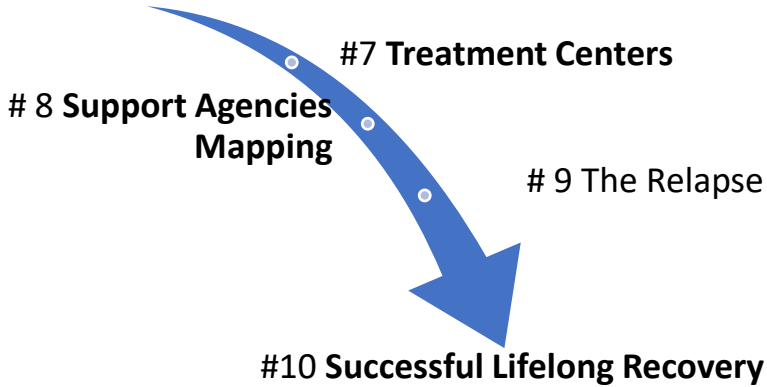 #7 Treatment Centers
# 8 Support Agencies
Mapping
# 9 The Relapse
#10 Successful Lifelong Recovery